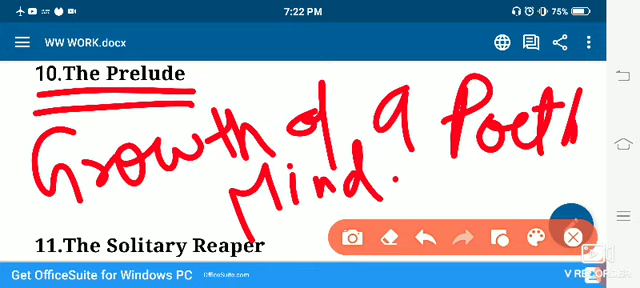 7:22 PM
75%
WW WORK.docx
10.The Prelude
Growth of a Poets
Mind.
11.The Solitary Reaper
Get OfficeSuite for Windows PC OfficeSuite.com
V RECORDER